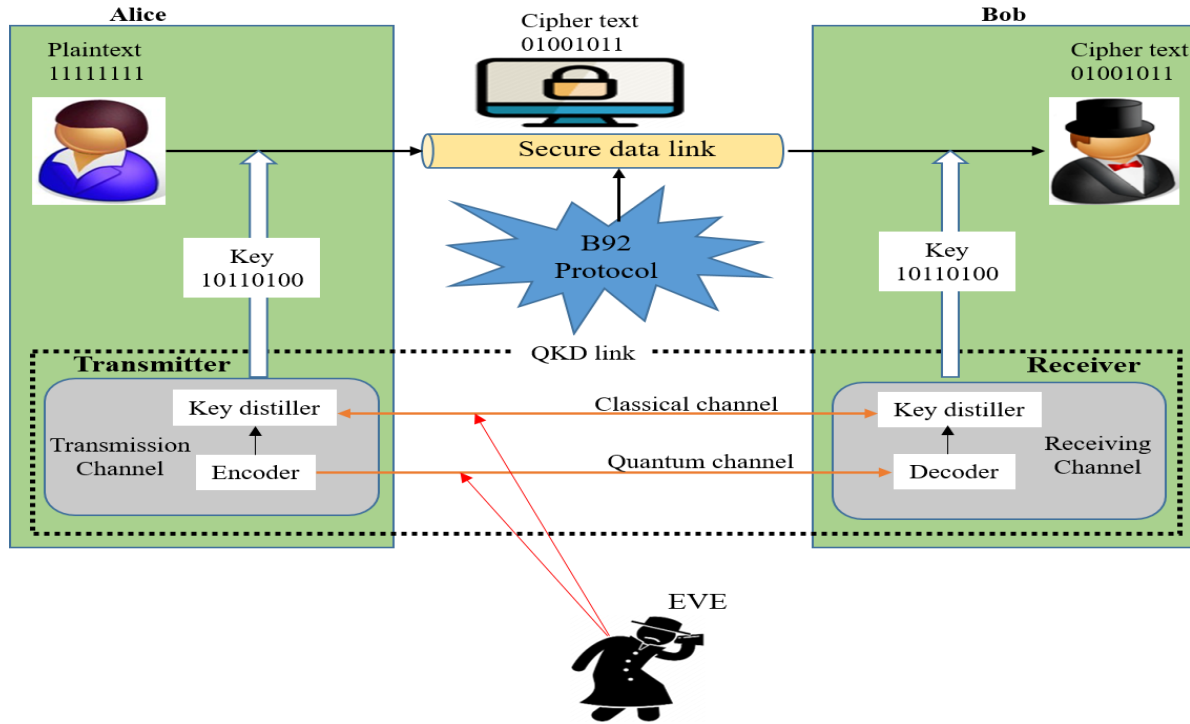 Alice
Bob
Plaintext
11111111
Cipher text
01001011
Cipher text
01001011
Secure data link
B92
Protocol
Key
10110100
Key
10110100
QKD link
Transmitter
Receiver
Key distiller
Classical channel
Key distiller
Transmission
Channel
Receiving
Channel
Encoder
Quantum channel
Decoder
EVE